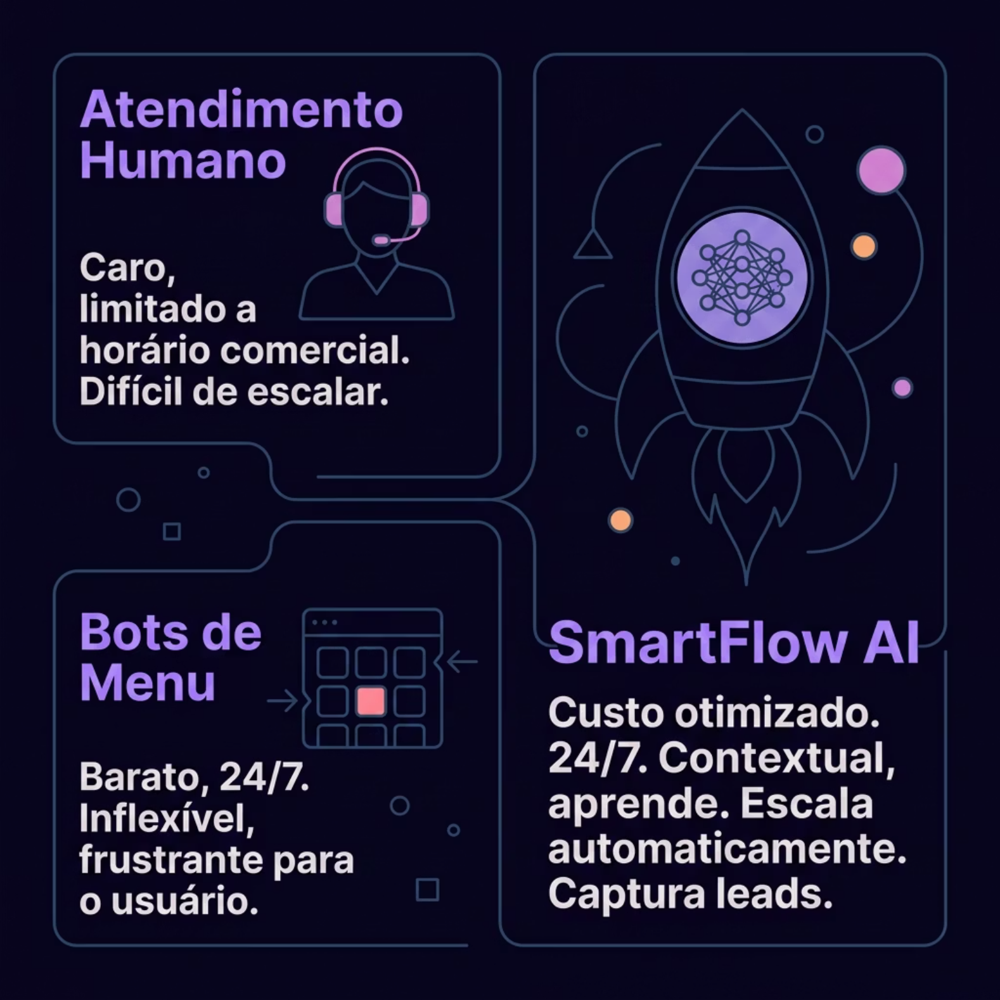 Atendimento
Humano
Caro,
limitado a
horário comercial.
Difícil de escalar.
Bots de
Menu
Barato, 24/7.
Inflexível,
frustrante para
o usuário.
SmartFlow AI
Custo otimizado.
24/7. Contextual,
aprende. Escala
automaticamente.
Captura leads.